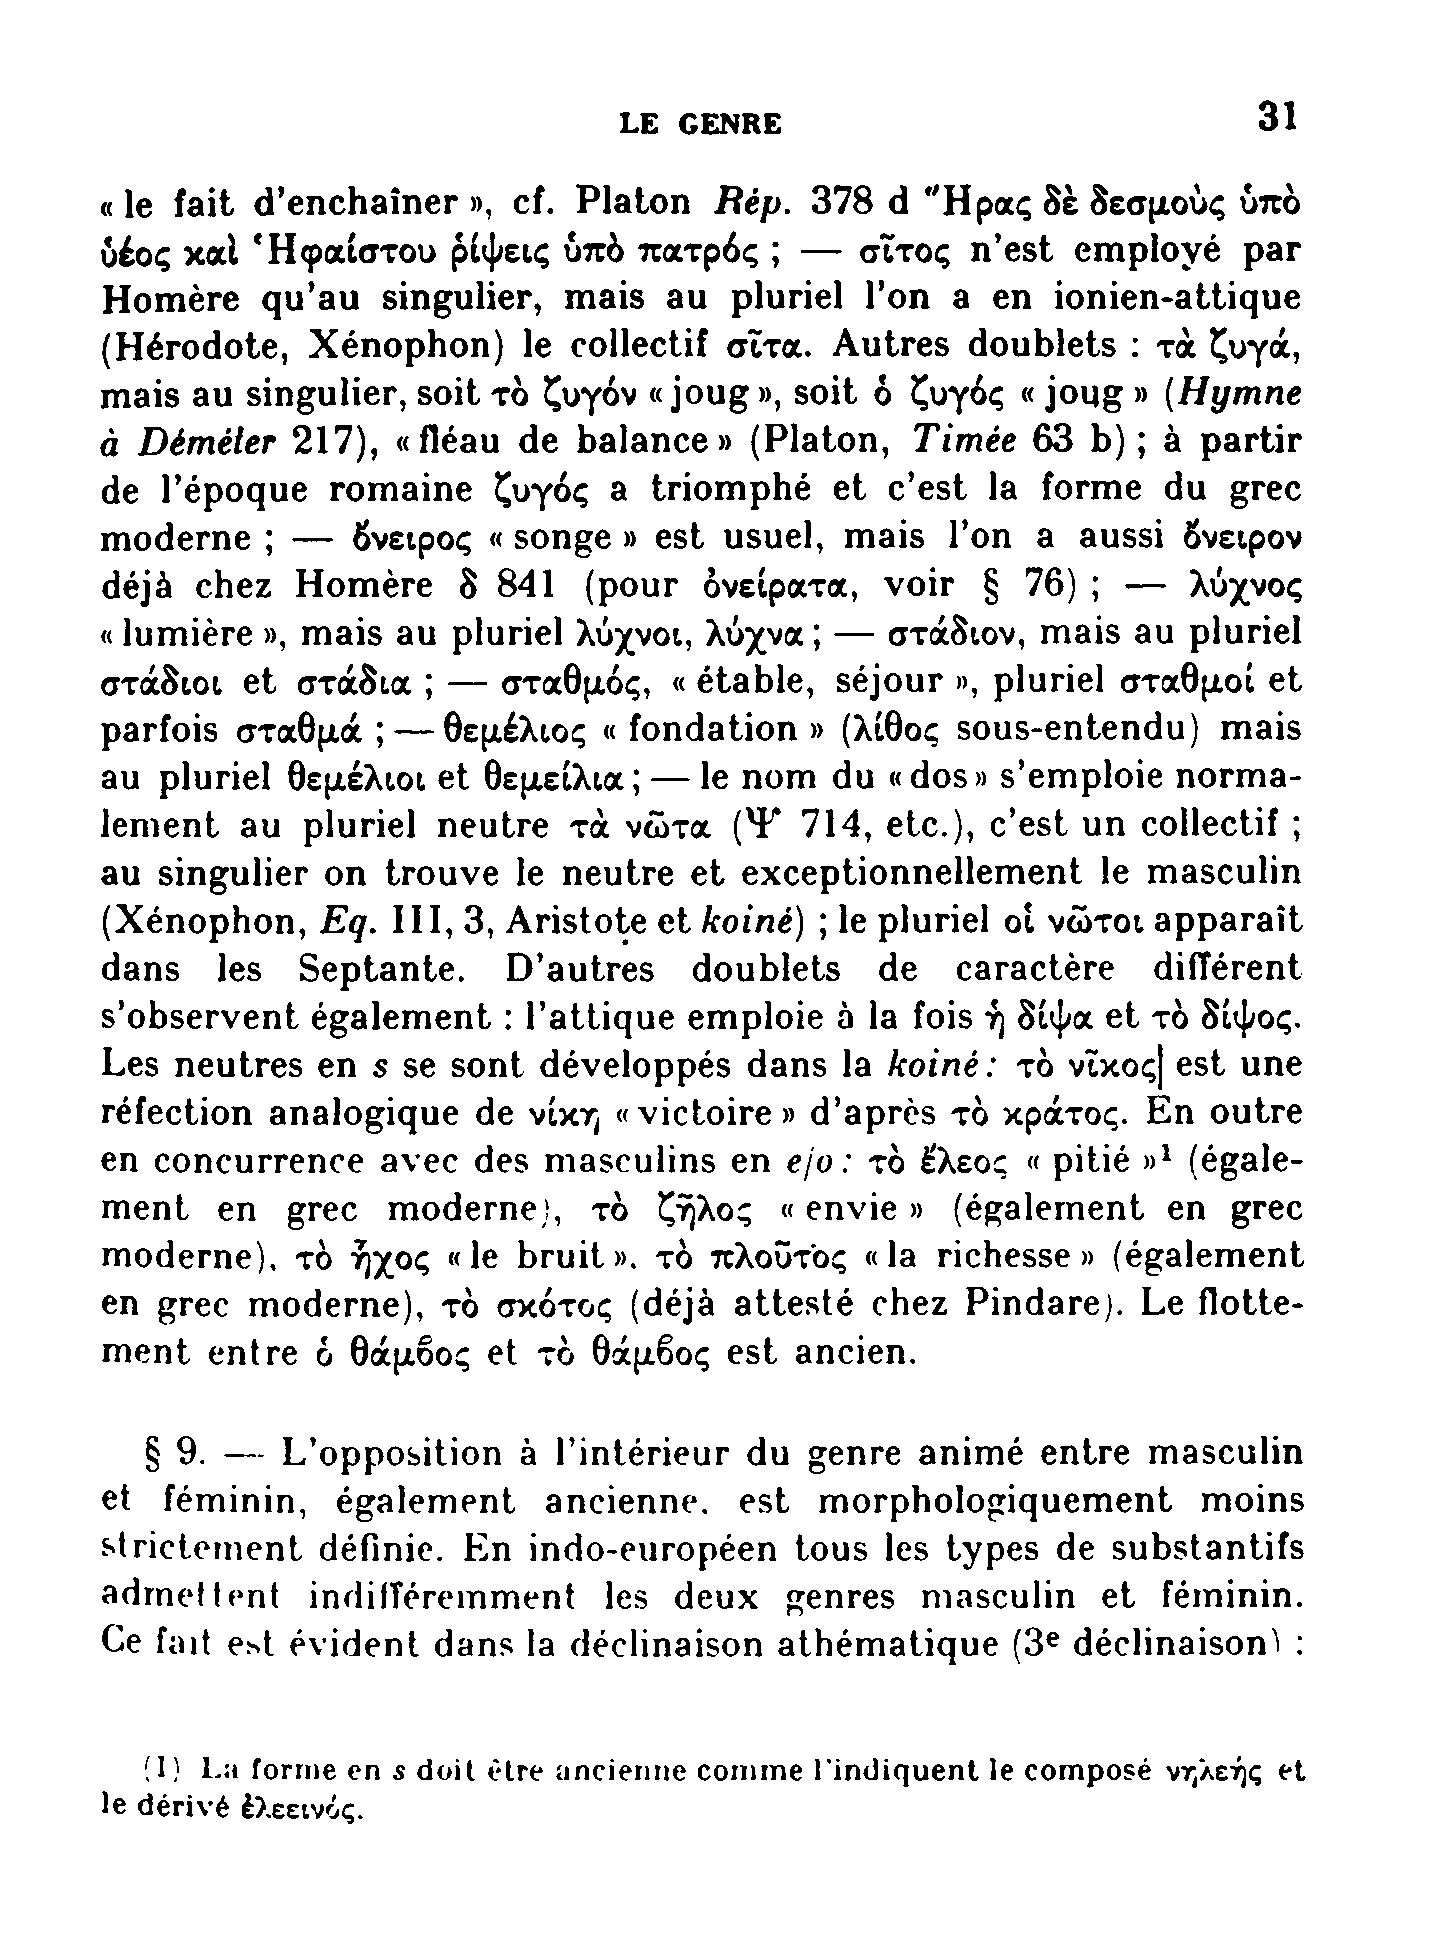 LE GENRE 31
« le fait d'enchaîner », cf. Platon Rép. 378 d Ἥρας δὲ δεσμοὺς ὑπὸ
ὑέος καὶ Ἡφαίστου ῥίψεις ὑπὸ πατρός ; — σῖτος n'est employé par
Homère qu'au singulier, mais au pluriel l'on a en ionien-attique
(Hérodote, Xénophon) le collectif σῖτα. Autres doublets : τὰ ζυγά,
mais au singulier, soit τὸ ζυγόν « joug », soit ὁ ζυγός « joug » (Hymne
à Déméter 217), « fléau de balance » (Platon, Timée 63 b) ; à partir
de l'époque romaine ζυγός a triomphé et c'est la forme du grec
moderne ; — ὄνειρος « songe » est usuel, mais l'on a aussi ὄνειρον
déjà chez Homère δ 841 (pour ὀνείρατα, voir § 76) ; — λύχνος
« lumière », mais au pluriel λύχνοι, λύχνα ; — στάδιον, mais au pluriel
στάδιοι et στάδια ; — σταθμός, « étable, séjour », pluriel σταθμοί et
parfois σταθμά ; — θεμέλιος « fondation » (λίθος sous-entendu) mais
au pluriel θεμέλιοι et θεμείλια ; — le nom du « dos » s'emploie norma-
lement au pluriel neutre τὰ νῶτα (Ψ 714, etc.), c'est un collectif ;
au singulier on trouve le neutre et exceptionnellement le masculin
(Xénophon, Eq. III, 3, Aristote et koiné) ; le pluriel οἱ νῶτοι apparaît
dans les Septante. D'autres doublets de caractère différent
s'observent également : l'attique emploie à la fois ἡ δίψα et τὸ δίψος.
Les neutres en s se sont développés dans la koiné : τὸ νῖκος est une
réfection analogique de νίκη « victoire » d'après τὸ κράτος. En outre
en concurrence avec des masculins en e/o : τὸ ἔλεος « pitié »¹ (égale-
ment en grec moderne), τὸ ζῆλος « envie » (également en grec
moderne), τὸ ἦχος « le bruit », τὸ πλοῦτος « la richesse » (également
en grec moderne), τὸ σκότος (déjà attesté chez Pindare). Le flotte-
ment entre ὁ θάμϐος et τὸ θάμϐος est ancien.
§ 9. — L'opposition à l'intérieur du genre animé entre masculin
et féminin, également ancienne, est morphologiquement moins
strictement définie. En indo-européen tous les types de substantifs
admettent indifféremment les deux genres masculin et féminin.
Ce fait est évident dans la déclinaison athématique (3ᵉ déclinaison) :
(1) La forme en s doit être ancienne comme l'indiquent le composé νηλεής et
le dérivé ἐλεεινός.